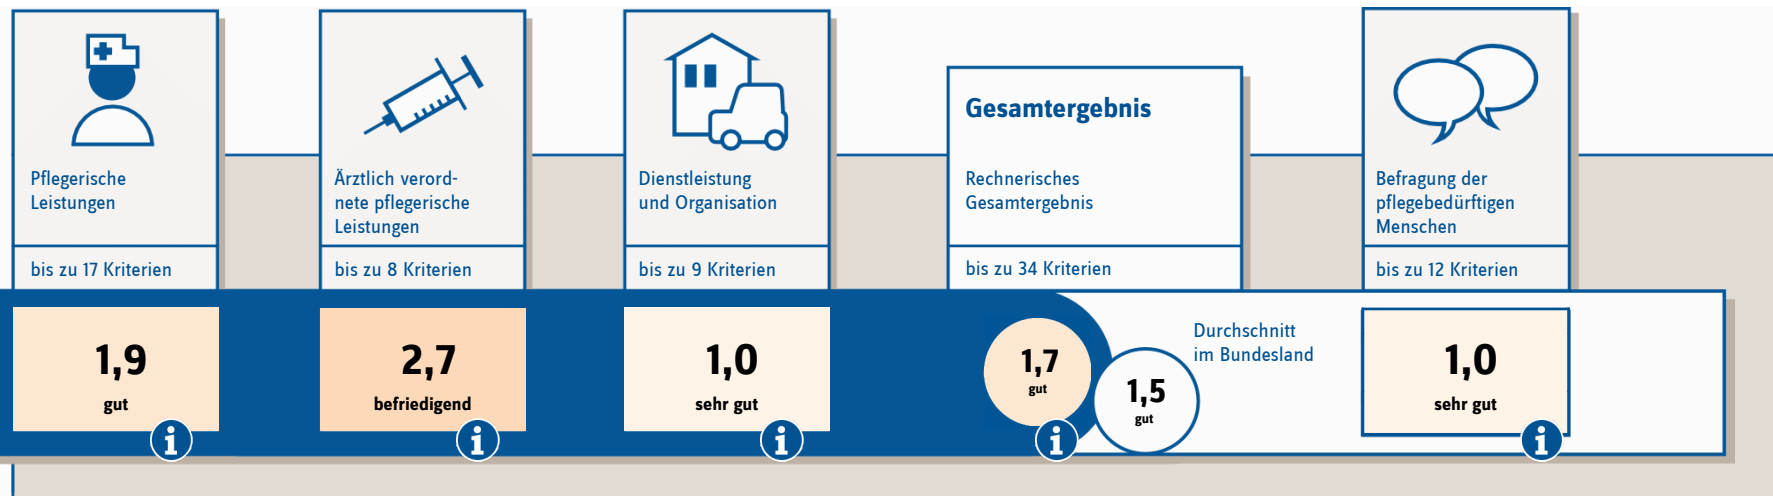 Pflegerische
Leistungen
bis zu 17 Kriterien
1,9
gut
i
Ärztlich verord-
nete pflegerische
Leistungen
bis zu 8 Kriterien
2,7
befriedigend
i
Dienstleistung
und Organisation
bis zu 9 Kriterien
1,0
sehr gut
i
Gesamtergebnis
Rechnerisches
Gesamtergebnis
bis zu 34 Kriterien
1,7
gut
i
Durchschnitt
im Bundesland
1,5
gut
Befragung der
pflegebedürftigen
Menschen
bis zu 12 Kriterien
1,0
sehr gut
i